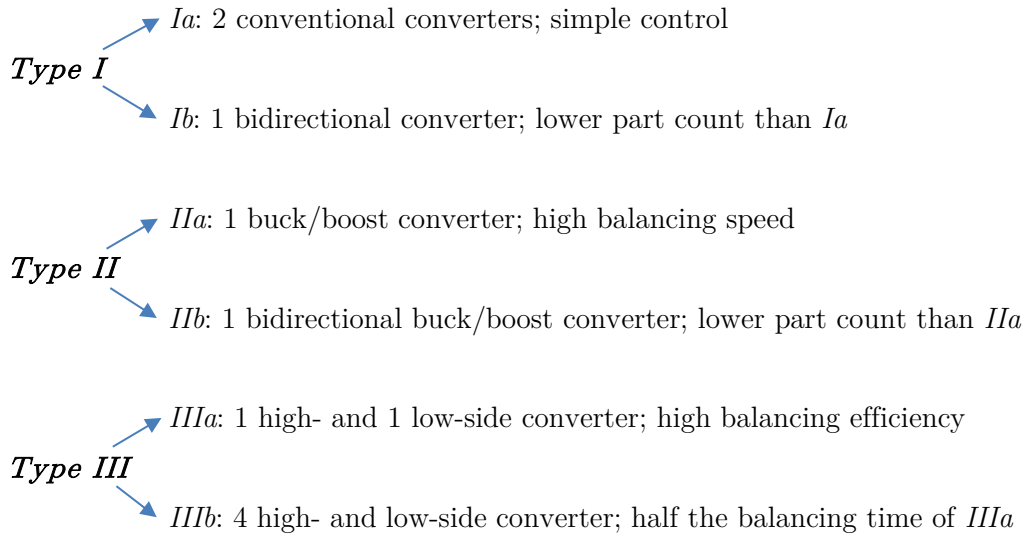 Ia: 2 conventional converters; simple control
Type I
Ib: 1 bidirectional converter; lower part count than Ia
IIa: 1 buck/boost converter; high balancing speed
Type II
IIb: 1 bidirectional buck/boost converter; lower part count than IIa
IIIa: 1 high- and 1 low-side converter; high balancing efficiency
Type III
IIIb: 4 high- and low-side converter; half the balancing time of IIIa